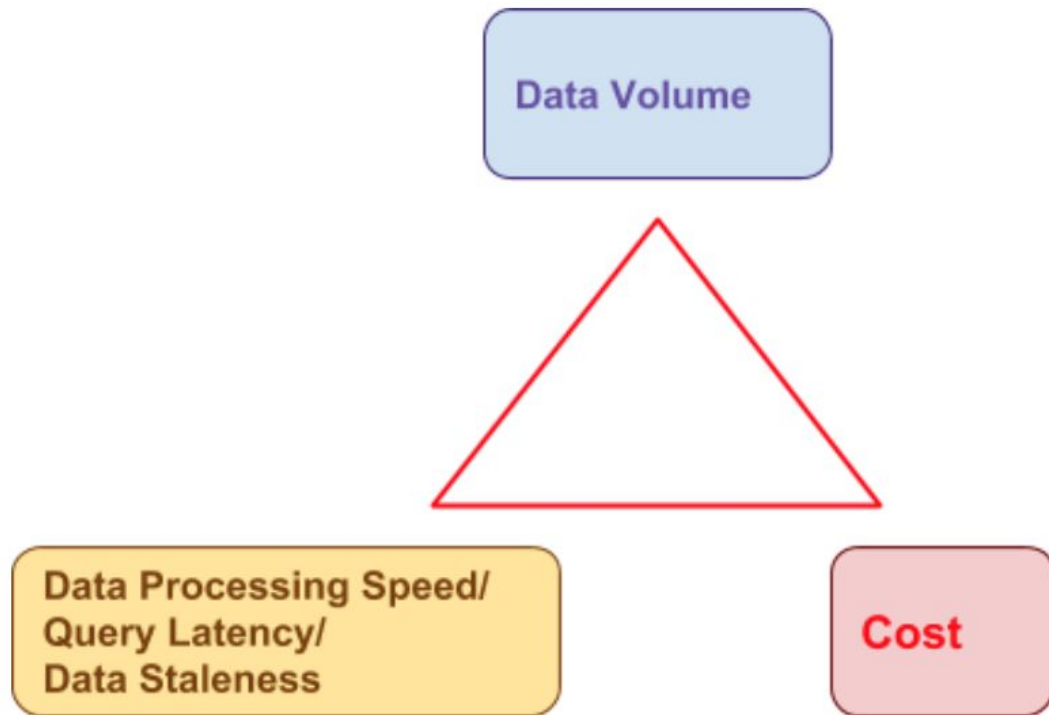 Data Volume
Data Processing Speed/
Query Latency/
Data Staleness
Cost